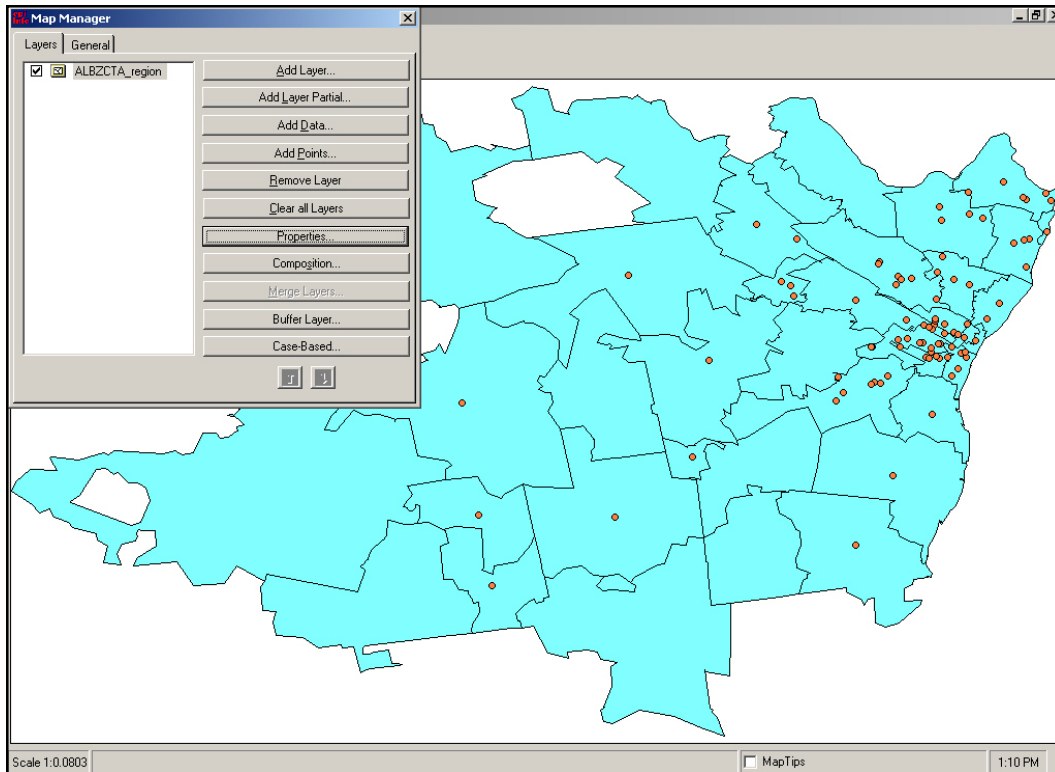 Map Manager
Layers General
ALBZCTA_region
Add Layer...
Add Layer Partial...
Add Data...
Add Points...
Remove Layer
Clear all Layers
Properties...
Composition...
Merge Layers...
Buffer Layer...
Case-Based...
Scale 1:0.0803 MapTips 1:10 PM